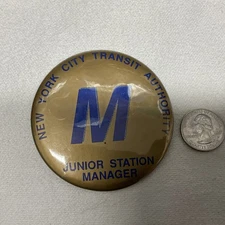 NEW YORK CITY TRANSIT AUTHORITY
M
JUNIOR STATION
MANAGER